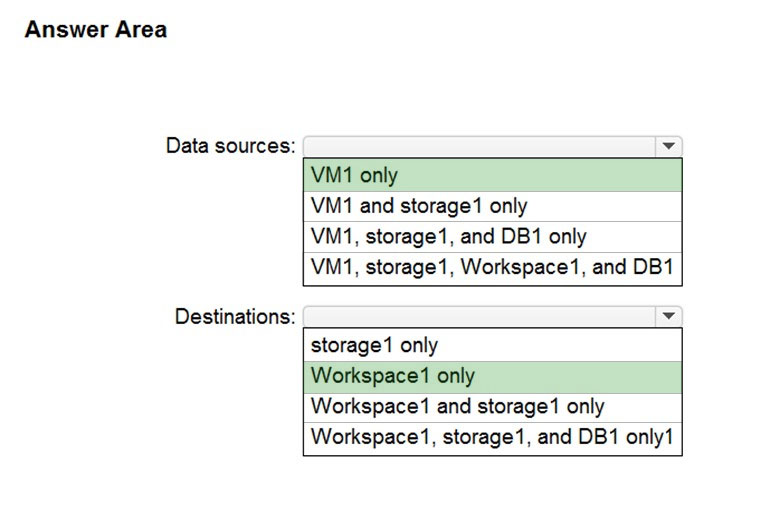 Answer Area
Data sources:
VM1 only
VM1 and storage1 only
VM1, storage1, and DB1 only
VM1, storage1, Workspace1, and DB1
Destinations:
storage1 only
Workspace1 only
Workspace1 and storage1 only
Workspace1, storage1, and DB1 only1